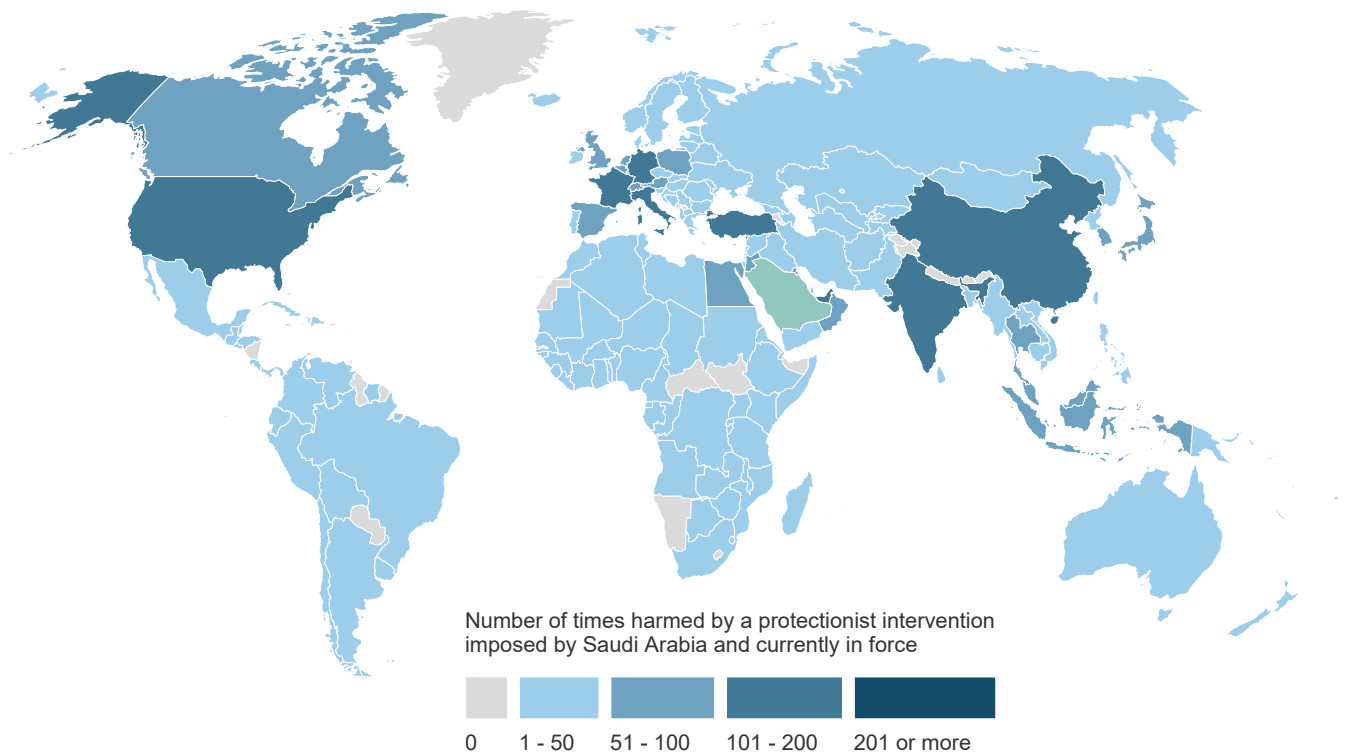 Number of times harmed by a protectionist intervention
imposed by Saudi Arabia and currently in force
0 1 - 50 51 - 100 101 - 200 201 or more